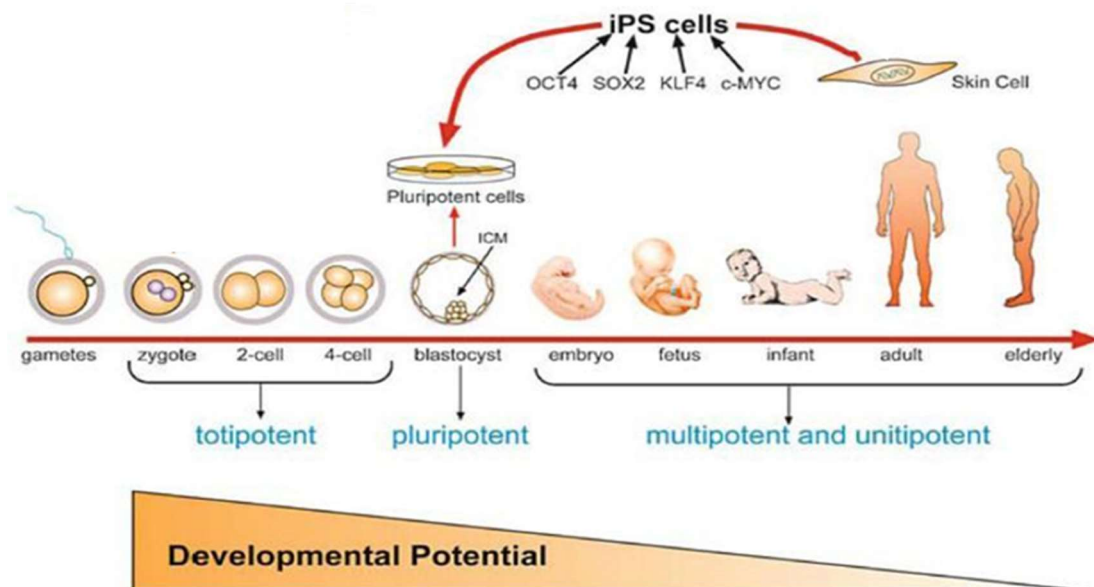 iPS cells
OCT4 SOX2 KLF4 c-MYC
Skin Cell
Pluripotent cells
ICM
gametes zygote 2-cell 4-cell blastocyst embryo fetus infant adult elderly
totipotent pluripotent multipotent and unitipotent
Developmental Potential